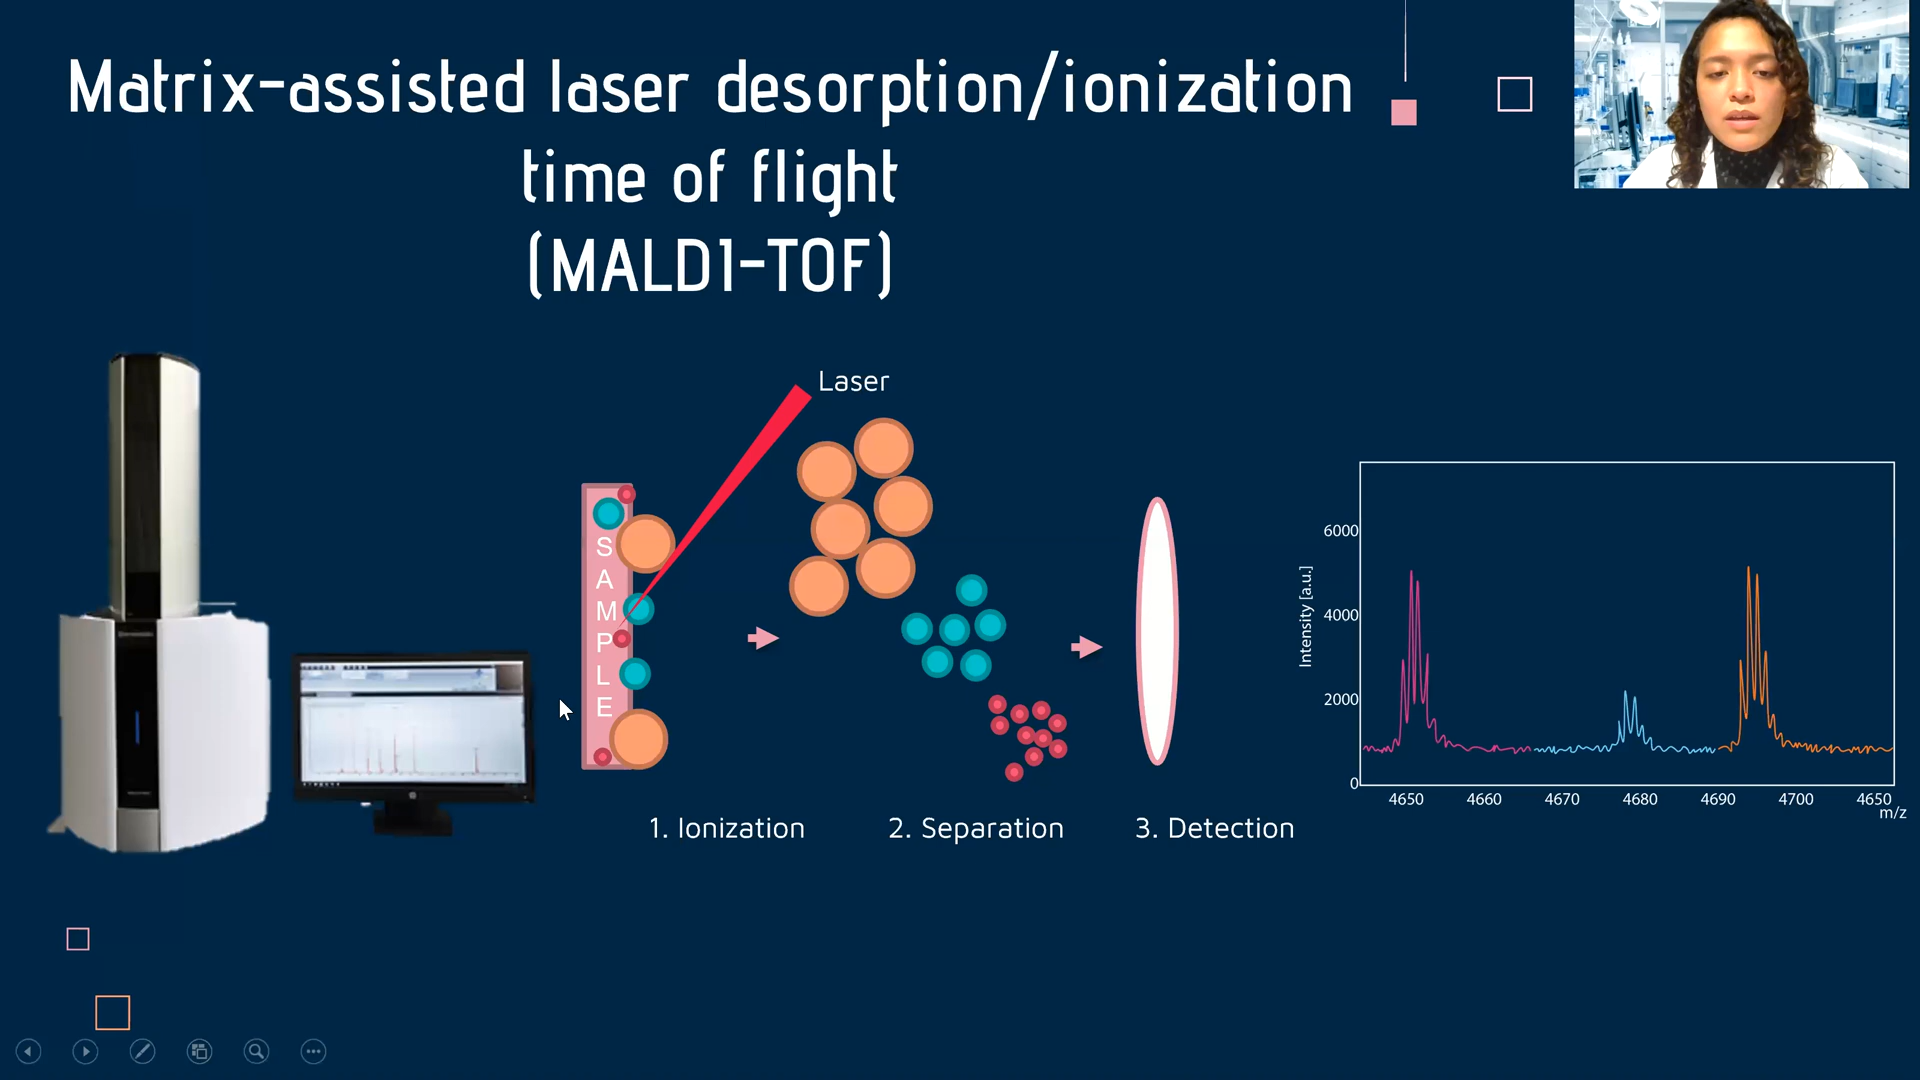 Matrix-assisted laser desorption/ionization
time of flight
(MALDI-TOF)
Laser
SAMPLE
1. Ionization
2. Separation
3. Detection
Intensity [a.u.]
6000
4000
2000
0
4650 4660 4670 4680 4690 4700 4650
m/z